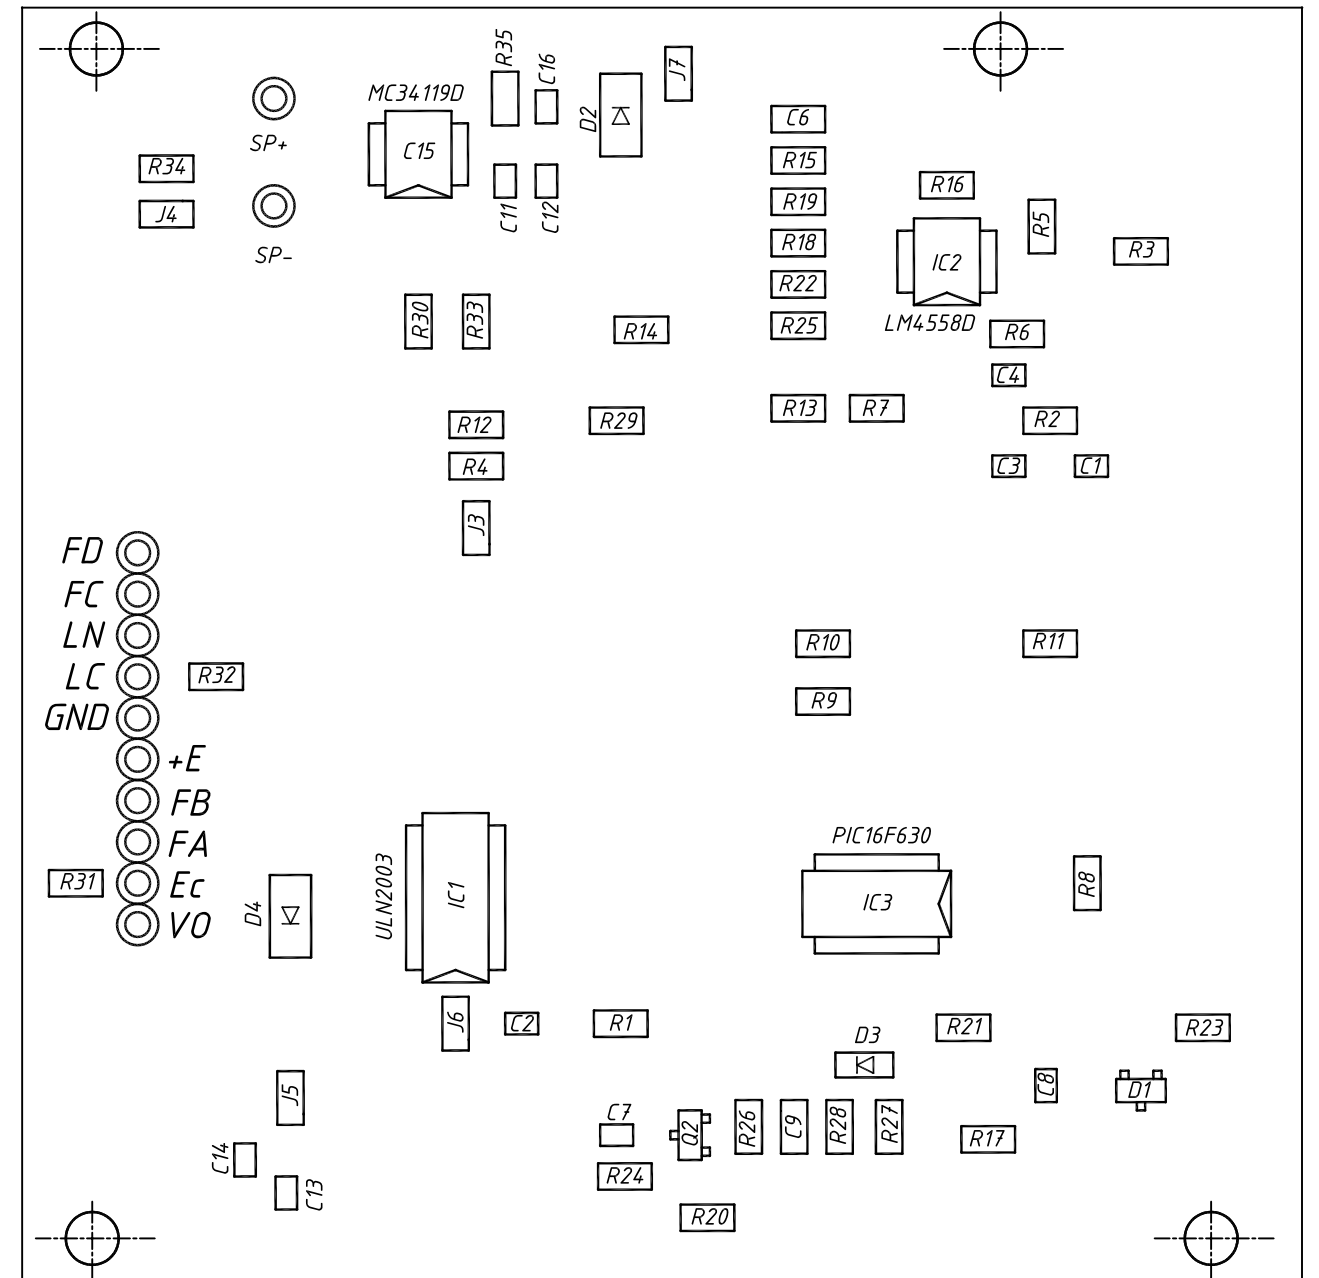 R35
C16
J7
MC34119D
D2
C6
SP+
C15
R15
R34
R16
R19
J4
C11
C12
R5
R18
R3
SP-
IC2
R22
R30
R33
R14
R25
LM4558D
R6
C4
R13
R7
R12
R29
R2
R4
C3
C1
J3
FD
FC
LN
R10
R11
LC
R32
R9
GND
+E
FB
FA
PIC16F630
R31
Ec
ULN2003
IC1
IC3
R8
D4
VO
J6
C2
R1
R21
R23
D3
J5
C8
D1
C7
Q2
R26
C9
R28
R27
R17
C14
R24
C13
R20